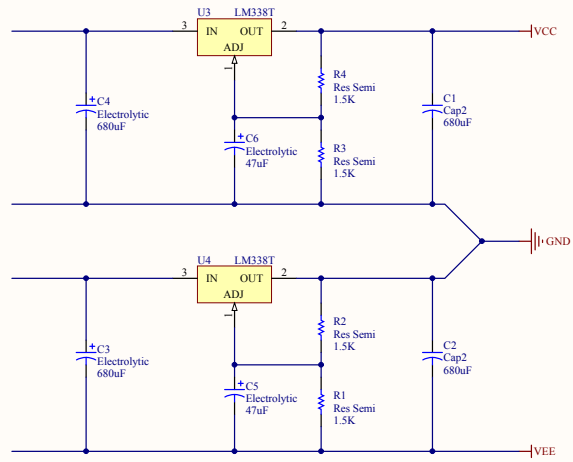 U3 LM338T
3 IN OUT 2
ADJ
1
VCC
C4
Electrolytic
680uF
R4
Res Semi
1.5K
C1
Cap2
680uF
C6
Electrolytic
47uF
R3
Res Semi
1.5K
GND
U4 LM338T
3 IN OUT 2
ADJ
1
C3
Electrolytic
680uF
R2
Res Semi
1.5K
C2
Cap2
680uF
C5
Electrolytic
47uF
R1
Res Semi
1.5K
VEE